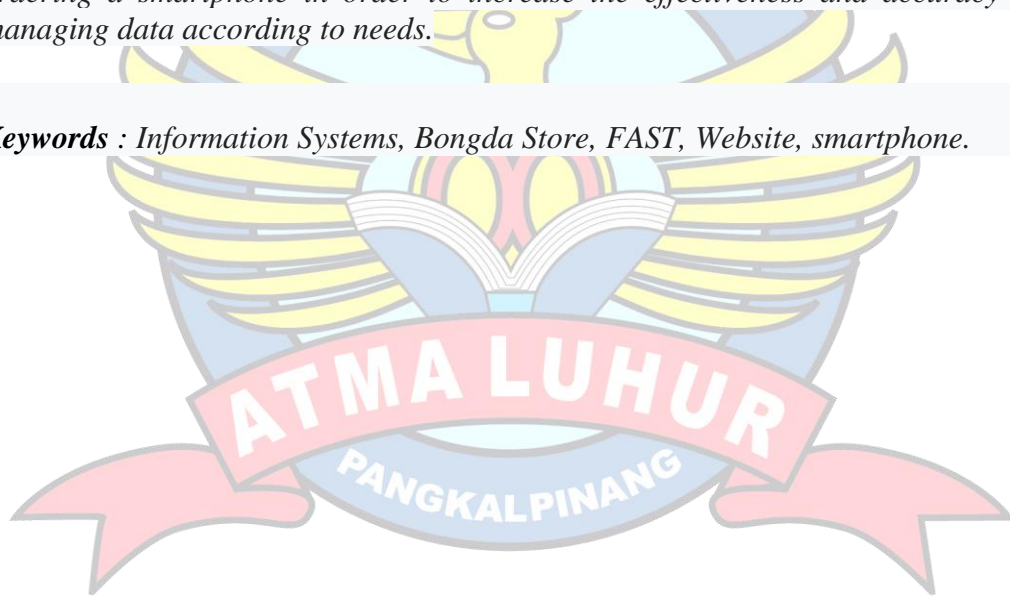 ordering a smartphone in order to increase the effectiveness and accuracy
managing data according to needs.
Keywords : Information Systems, Bongda Store, FAST, Website, smartphone.
ATMA LUHUR
PANGKALPINANG